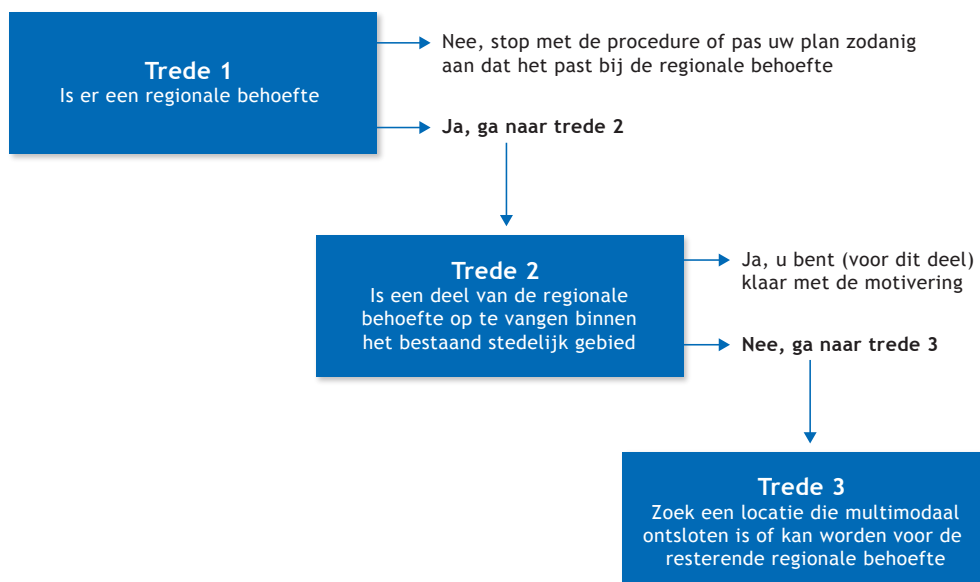 Trede 1
Is er een regionale behoefte
Nee, stop met de procedure of pas uw plan zodanig
aan dat het past bij de regionale behoefte
Ja, ga naar trede 2
Trede 2
Is een deel van de regionale
behoefte op te vangen binnen
het bestaand stedelijk gebied
Ja, u bent (voor dit deel)
klaar met de motivering
Nee, ga naar trede 3
Trede 3
Zoek een locatie die multimodaal
ontsloten is of kan worden voor de
resterende regionale behoefte